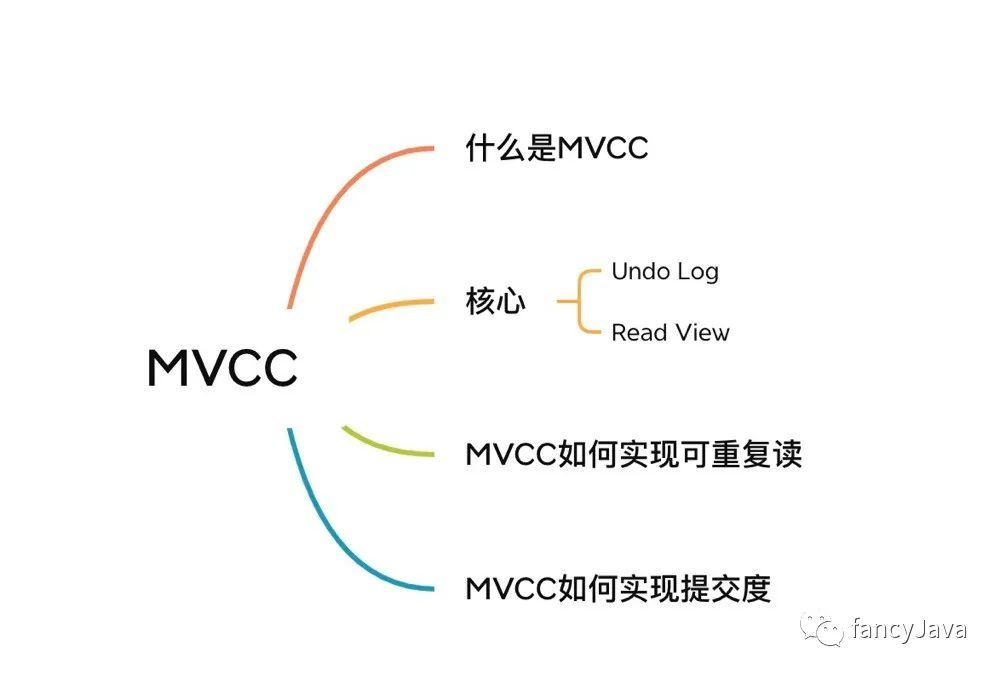 什么是MVCC
核心
Undo Log
Read View
MVCC
MVCC如何实现可重复读
MVCC如何实现提交度
fancyJava